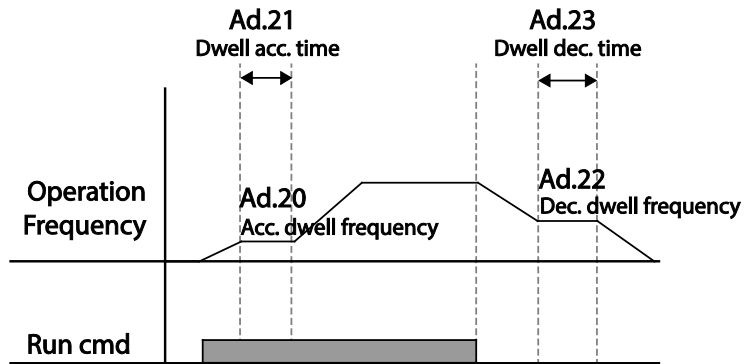 Ad.21
Dwell acc. time
Ad.23
Dwell dec. time
Operation
Frequency
Ad.20
Acc. dwell frequency
Ad.22
Dec. dwell frequency
Run cmd